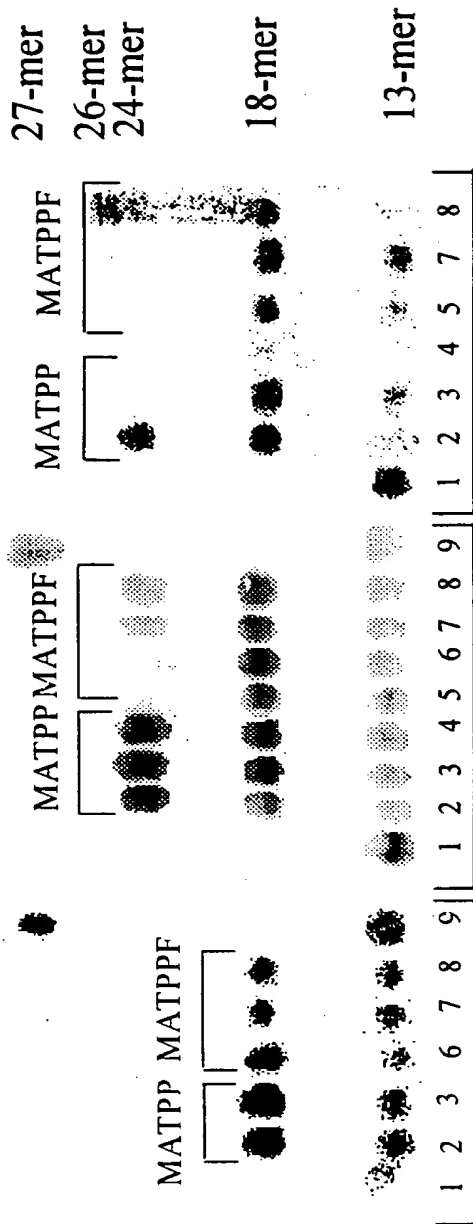 27-mer
26-mer
24-mer
18-mer
13-mer
MATPP MATPPF
MATPP MATPPF
MATPP MATPPF
1 2 3 6 7 8 9
1 2 3 4 5 6 7 8 9
1 2 3 4 5 7 8